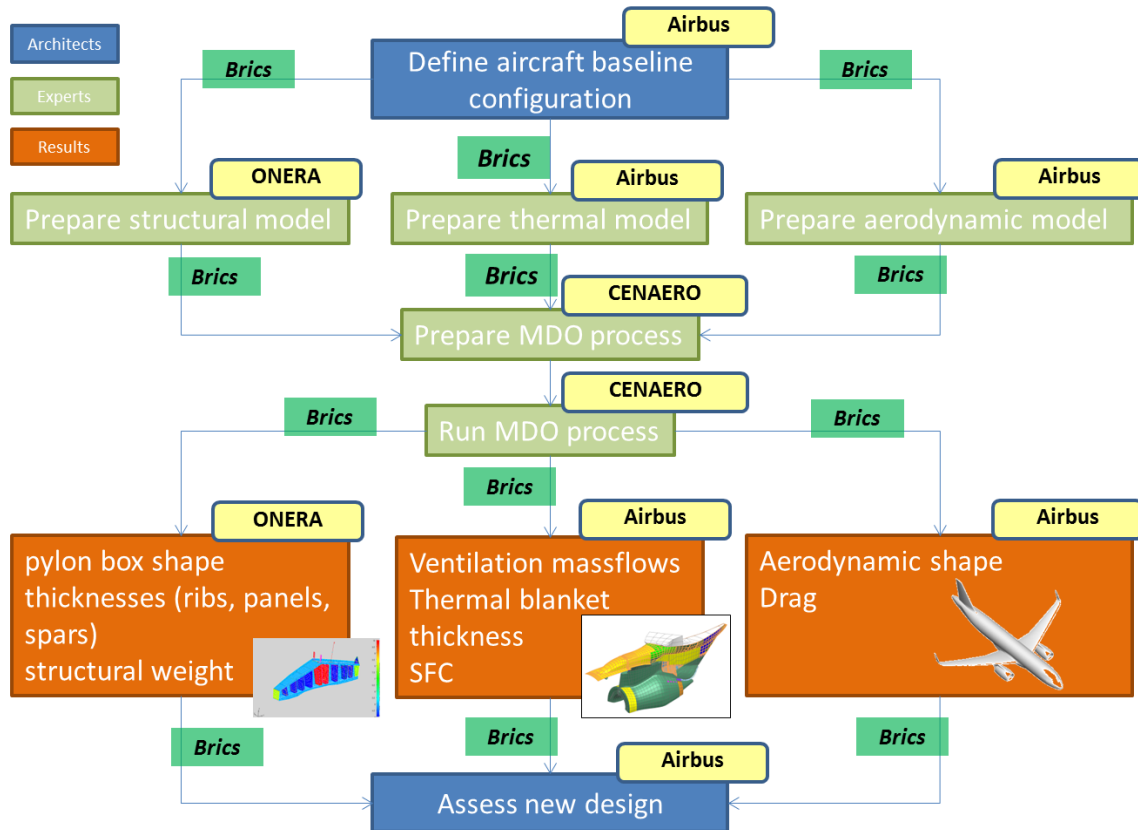 Architects
Experts
Results
Airbus
Define aircraft baseline
configuration
Brics
Brics
Brics
ONERA
Prepare structural model
Airbus
Prepare thermal model
Airbus
Prepare aerodynamic model
Brics
Brics
Brics
CENAERO
Prepare MDO process
CENAERO
Run MDO process
Brics
Brics
Brics
ONERA
pylon box shape
thicknesses (ribs, panels,
spars)
structural weight
Airbus
Ventilation massflows
Thermal blanket
thickness
SFC
Airbus
Aerodynamic shape
Drag
Brics
Brics
Brics
Airbus
Assess new design